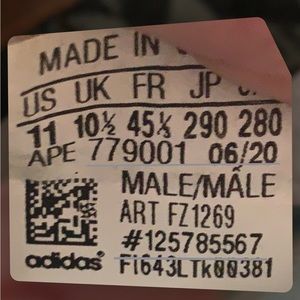 MADE IN
US UK FR JP
11 10½ 45⅓ 290 280
APE 779001 06/20
MALE/MÂLE
ART FZ1269
#125785567
adidas FI643LTk00381